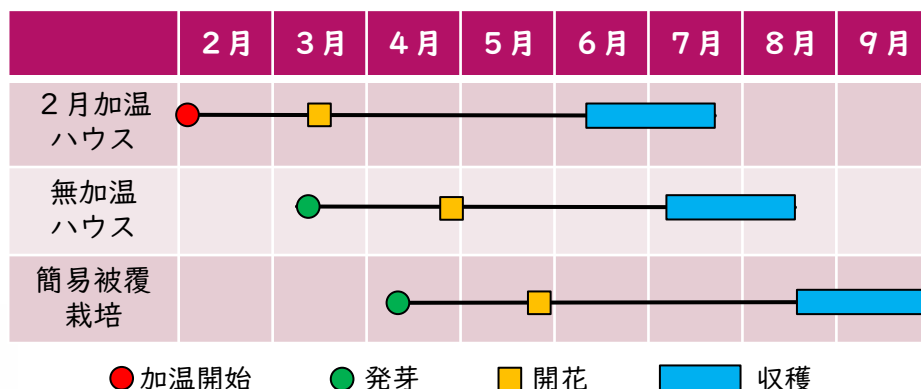 2月 3月 4月 5月 6月 7月 8月 9月
2月加温
ハウス
無加温
ハウス
簡易被覆
栽培
加温開始 発芽 開花 収穫